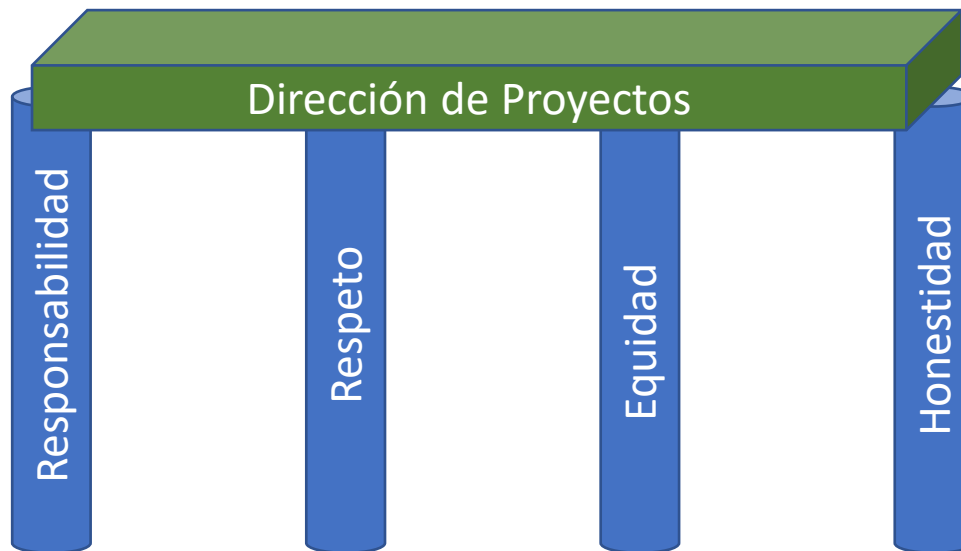 Dirección de Proyectos
Responsabilidad
Respeto
Equidad
Honestidad